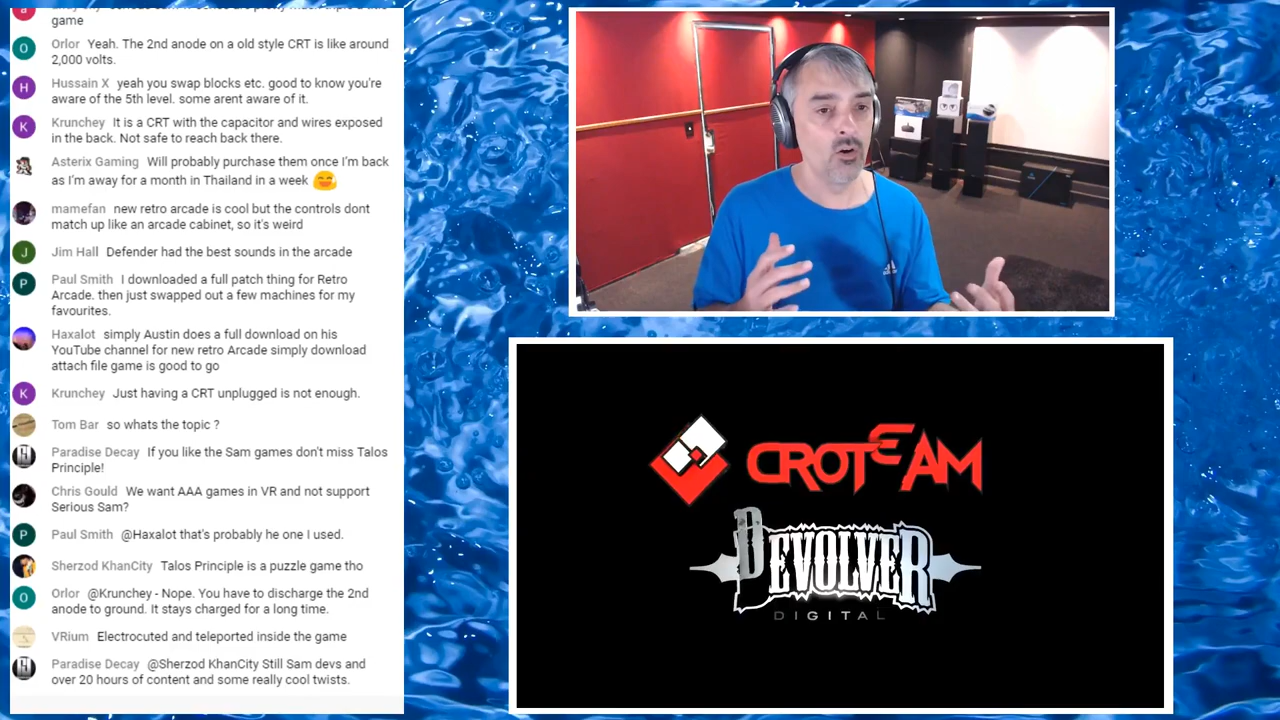 game
Orlor Yeah. The 2nd anode on a old style CRT is like around
2,000 volts.
Hussain X yeah you swap blocks etc. good to know you're
aware of the 5th level. some arent aware of it.
Krunchey It is a CRT with the capacitor and wires exposed
in the back. Not safe to reach back there.
Asterix Gaming Will probably purchase them once I'm back
as I'm away for a month in Thailand in a week
mamefan new retro arcade is cool but the controls dont
match up like an arcade cabinet, so it's weird
Jim Hall Defender had the best sounds in the arcade
Paul Smith I downloaded a full patch thing for Retro
Arcade. then just swapped out a few machines for my
favourites.
Haxalot simply Austin does a full download on his
YouTube channel for new retro Arcade simply download
attach file game is good to go
Krunchey Just having a CRT unplugged is not enough.
Tom Bar so whats the topic ?
Paradise Decay If you like the Sam games don't miss Talos
Principle!
Chris Gould We want AAA games in VR and not support
Serious Sam?
Paul Smith @Haxalot that's probably he one I used.
Sherzod KhanCity Talos Principle is a puzzle game tho
Orlor @Krunchey - Nope. You have to discharge the 2nd
anode to ground. It stays charged for a long time.
VRium Electrocuted and teleported inside the game
Paradise Decay @Sherzod KhanCity Still Sam devs and
over 20 hours of content and some really cool twists.
adidas
CROTEAM
DEVOLVER
DIGITAL